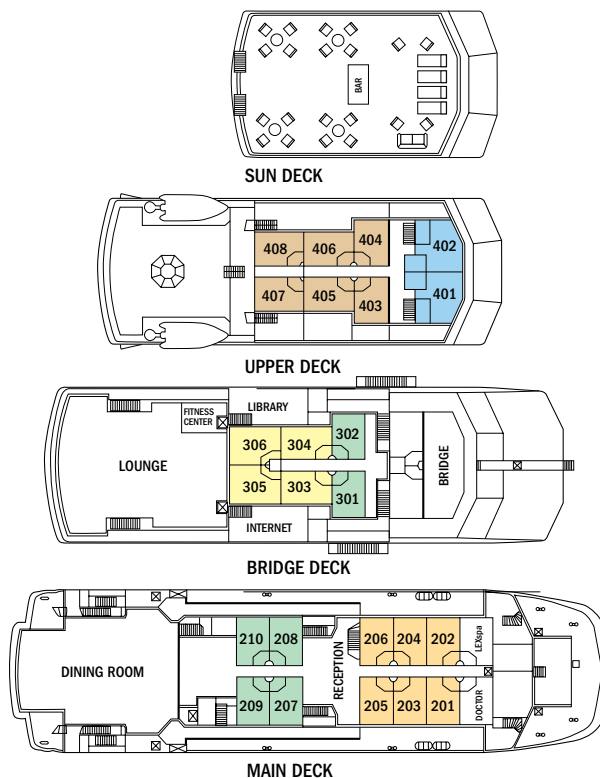 BAR
SUN DECK
408 406 404 402
407 405 403 401
UPPER DECK
FITNESS
CENTER
LIBRARY
306 304 302
LOUNGE
BRIDGE
305 303 301
INTERNET
BRIDGE DECK
210 208 206 204 202
LEXspa
DINING ROOM
RECEPTION
209 207 205 203 201
DOCTOR
MAIN DECK